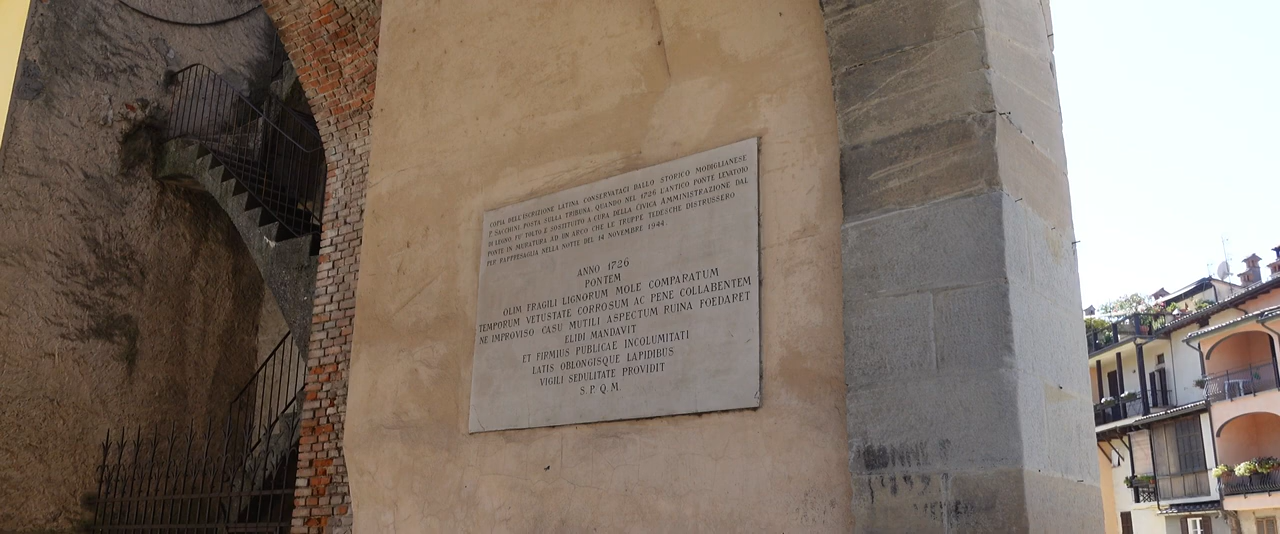 COPIA DELL'ISCRIZIONE LATINA CONSERVATACI DALLO STORICO MODIGLIANESE
P. SACCHINI, POSTA SULLA TRIBUNA, QUANDO NEL 1726 L'ANTICO PONTE LEVATOIO
DI LEGNO, FU TOLTO E SOSTITUITO A CURA DELLA CIVICA AMMINISTRAZIONE DAL
PONTE IN MURATURA AD UN ARCO CHE LE TRUPPE TEDESCHE DISTRUSSERO
PER RAPPRESAGLIA NELLA NOTTE DEL 14 NOVEMBRE 1944.
ANNO 1726
PONTEM
OLIM FRAGILI LIGNORUM MOLE COMPARATUM
TEMPORUM VETUSTATE CORROSUM AC PENE COLLABENTEM
NE IMPROVISO CASU MUTILI ASPECTUM RUINA FOEDARET
ELIDI MANDAVIT
ET FIRMIUS PUBLICAE INCOLUMITATI
LATIS OBLONGISQUE LAPIDIBUS
VIGILI SEDULITATE PROVIDIT
S. P. Q. M.